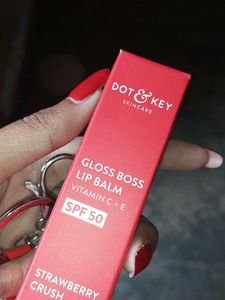 DOT & KEY
SKINCARE
GLOSS BOSS
LIP BALM
VITAMIN C + E
SPF 50
STRAWBERRY
CRUSH